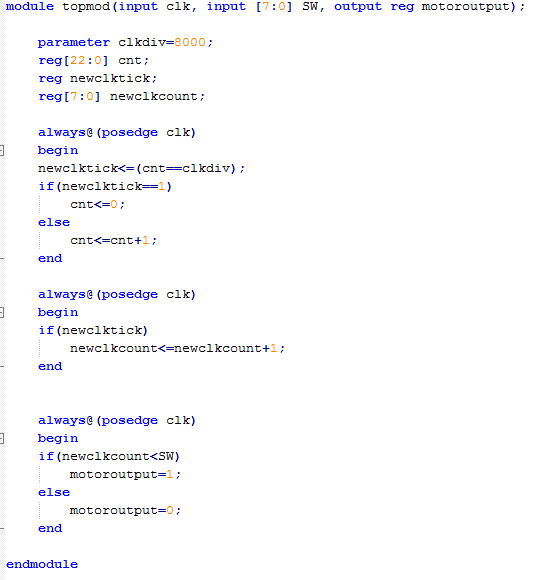 module topmod(input clk, input [7:0] SW, output reg motoroutput);
parameter clkdiv=8000;
reg[22:0] cnt;
reg newclktick;
reg[7:0] newclkcount;
always@(posedge clk)
begin
newclktick<=(cnt==clkdiv);
if(newclktick==1)
cnt<=0;
else
cnt<=cnt+1;
end
always@(posedge clk)
begin
if(newclktick)
newclkcount<=newclkcount+1;
end
always@(posedge clk)
begin
if(newclkcount<SW)
motoroutput=1;
else
motoroutput=0;
end
endmodule